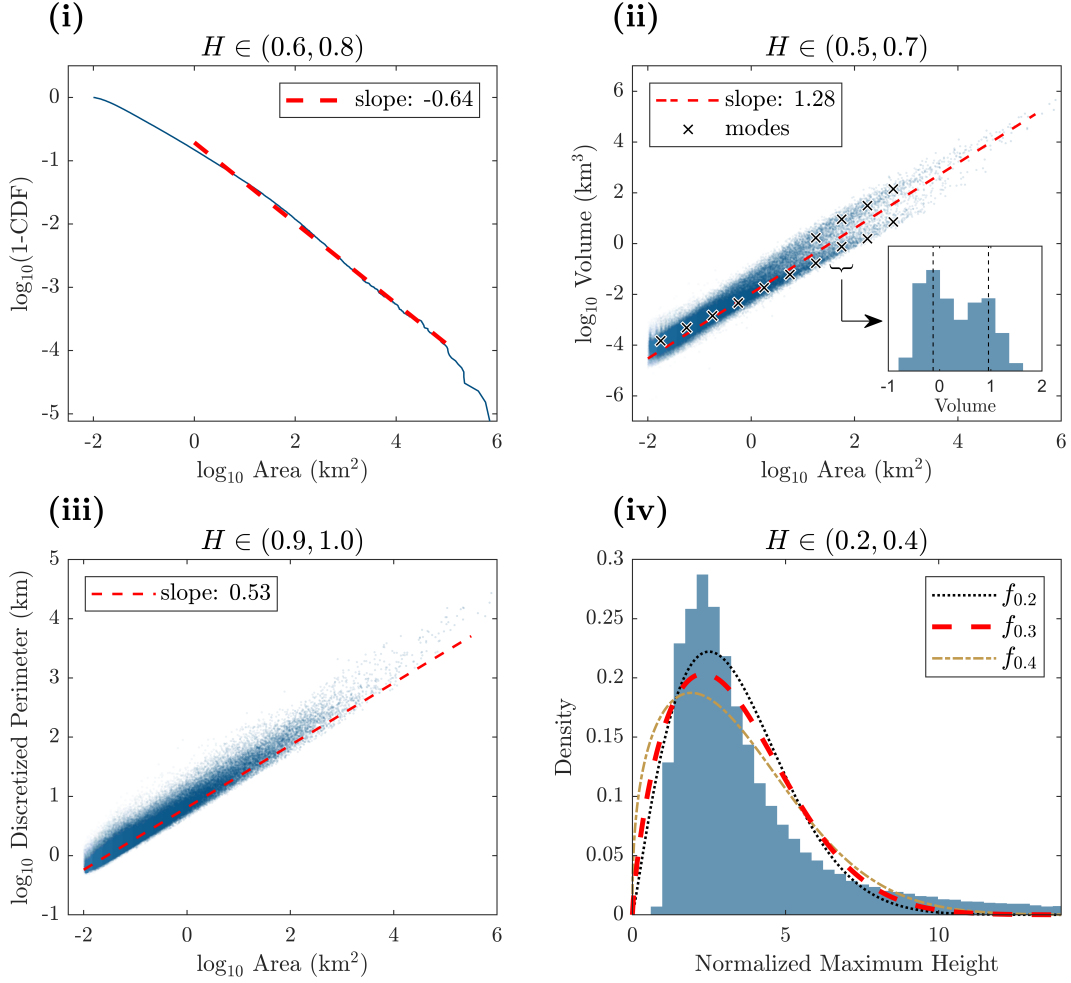 (i)
H ∈ (0.6, 0.8)
slope: -0.64
0
-1
-2
-3
-4
-5
log₁₀(1-CDF)
-2
0
2
4
6
log₁₀ Area (km²)
(ii)
H ∈ (0.5, 0.7)
slope: 1.28
modes
6
4
2
0
-2
-4
-6
log₁₀ Volume (km³)
-1
0
1
2
Volume
-2
0
2
4
6
log₁₀ Area (km²)
(iii)
H ∈ (0.9, 1.0)
slope: 0.53
5
4
3
2
1
0
-1
log₁₀ Discretized Perimeter (km)
-2
0
2
4
6
log₁₀ Area (km²)
(iv)
H ∈ (0.2, 0.4)
f₀.₂
f₀.₃
f₀.₄
0.3
0.25
0.2
0.15
0.1
0.05
0
Density
0
5
10
Normalized Maximum Height